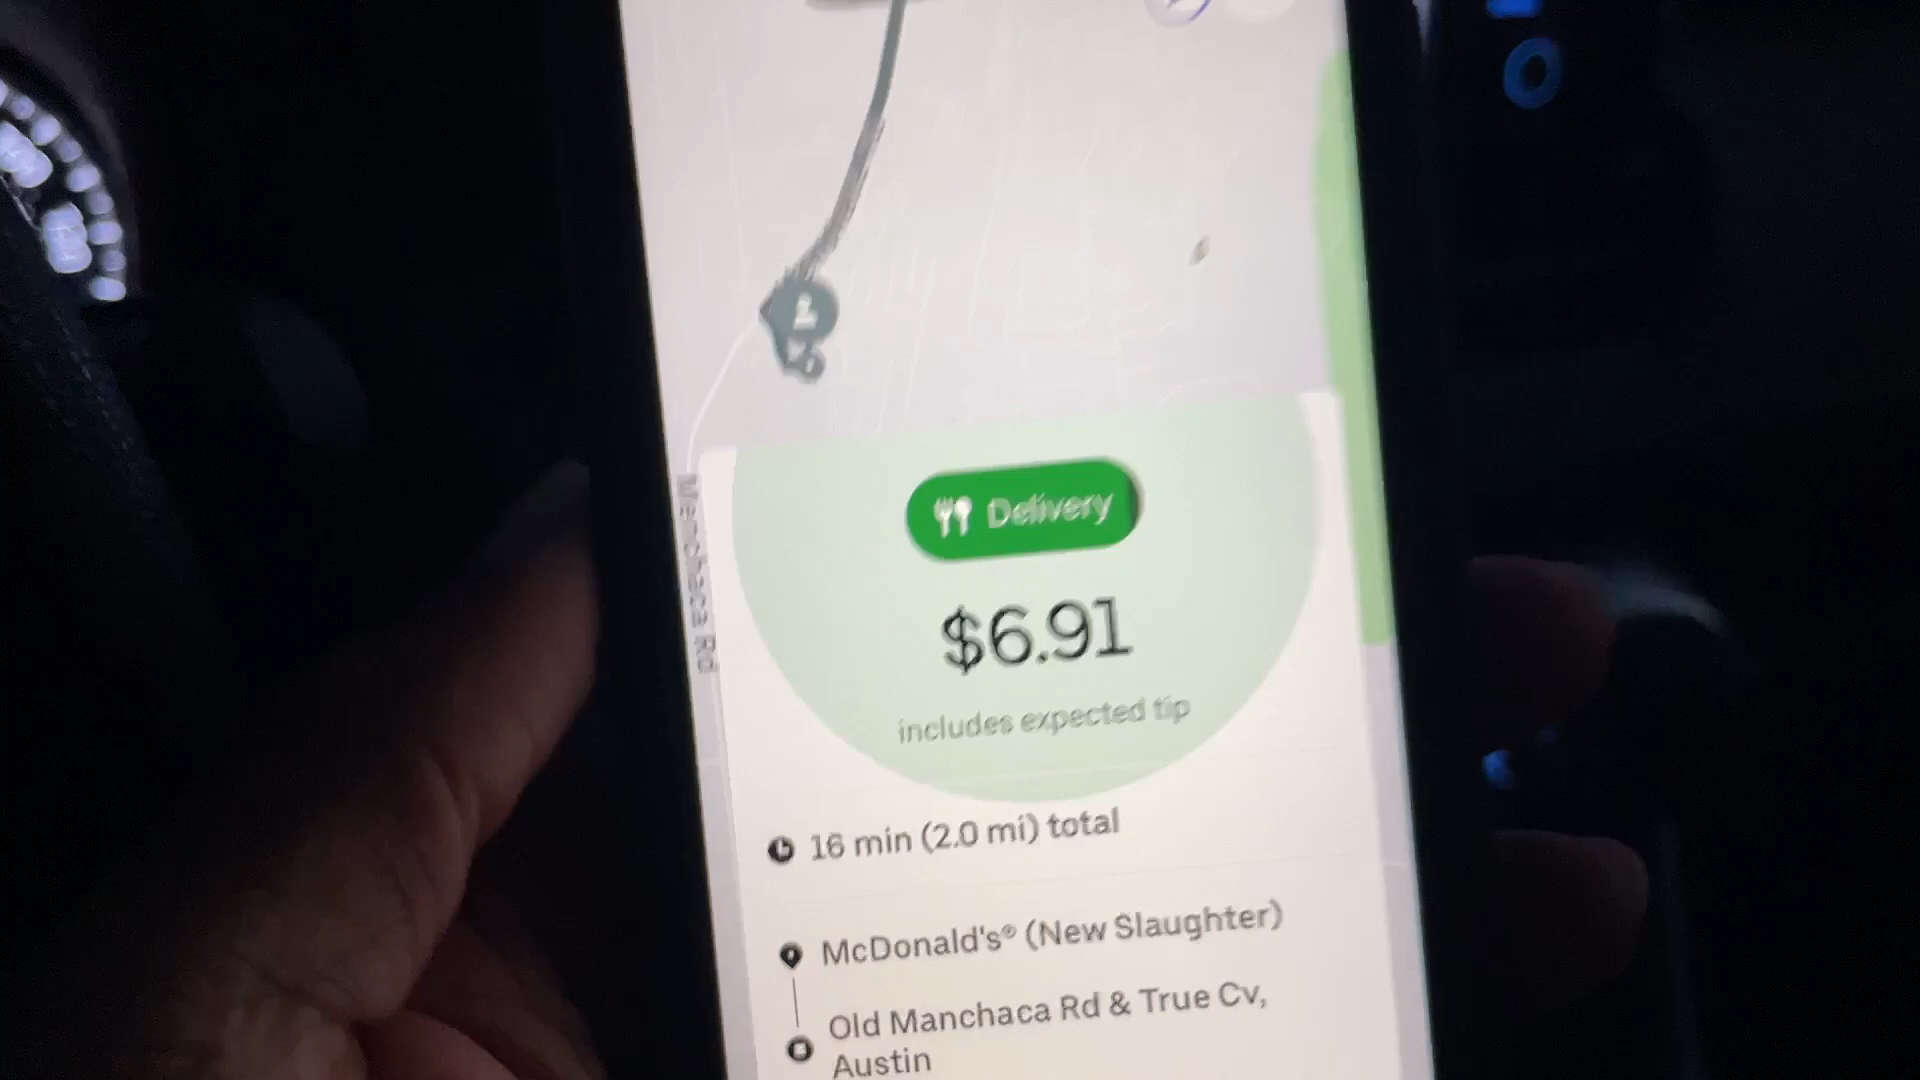 Menchaca Rd
Delivery
$6.91
includes expected tip
16 min (2.0 mi) total
McDonald's® (New Slaughter)
Old Manchaca Rd & True Cv,
Austin